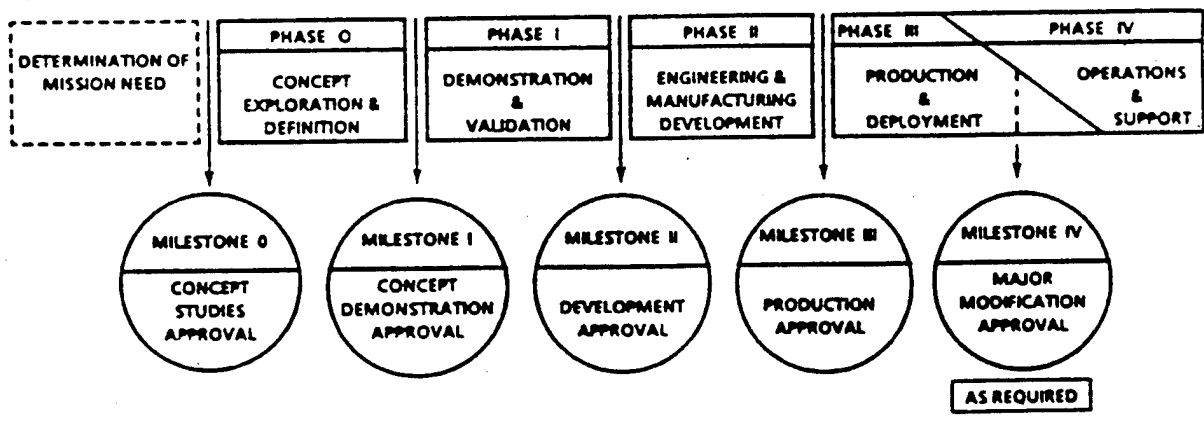 DETERMINATION OF
MISSION NEED
PHASE 0
CONCEPT
EXPLORATION &
DEFINITION
PHASE I
DEMONSTRATION
&
VALIDATION
PHASE II
ENGINEERING &
MANUFACTURING
DEVELOPMENT
PHASE III
PRODUCTION
&
DEPLOYMENT
PHASE IV
OPERATIONS
&
SUPPORT
MILESTONE 0
CONCEPT
STUDIES
APPROVAL
MILESTONE I
CONCEPT
DEMONSTRATION
APPROVAL
MILESTONE II
DEVELOPMENT
APPROVAL
MILESTONE III
PRODUCTION
APPROVAL
MILESTONE IV
MAJOR
MODIFICATION
APPROVAL
AS REQUIRED